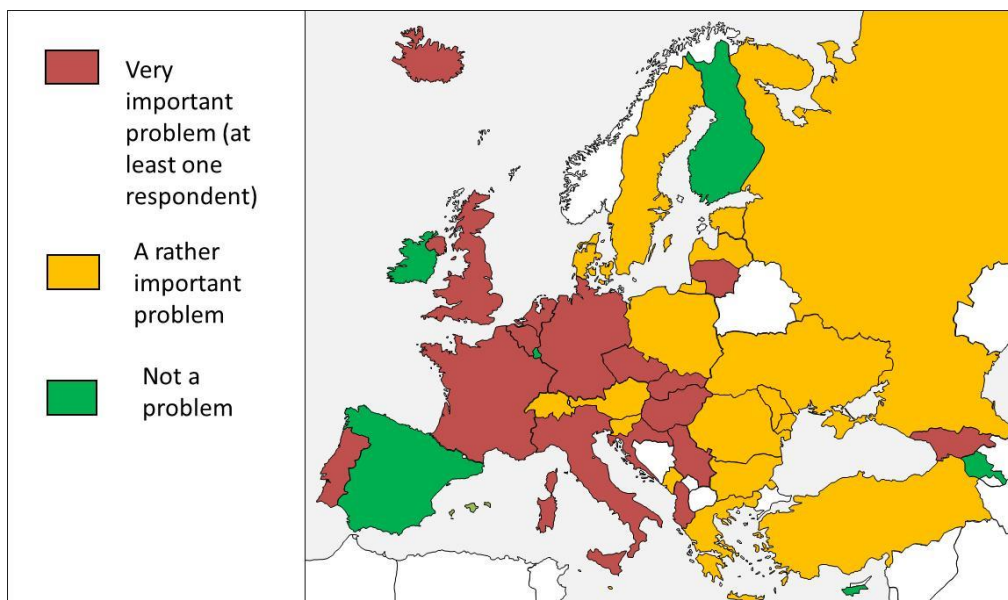 Very
important
problem (at
least one
respondent)
A rather
important
problem
Not a
problem